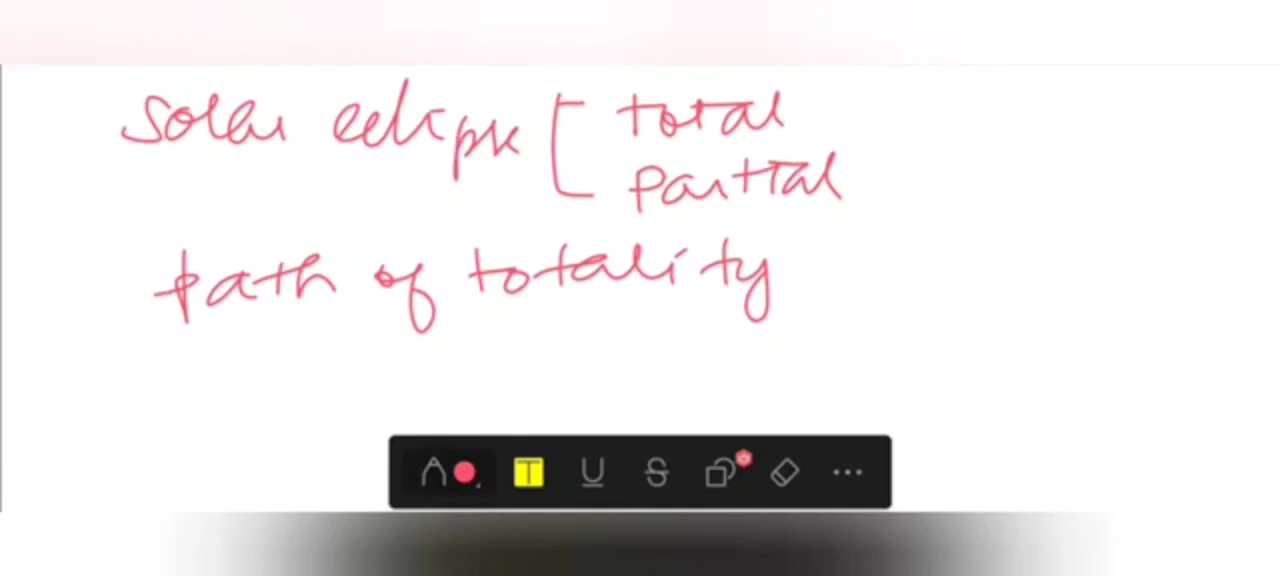 solar eclipse [ total
partial
path of totality